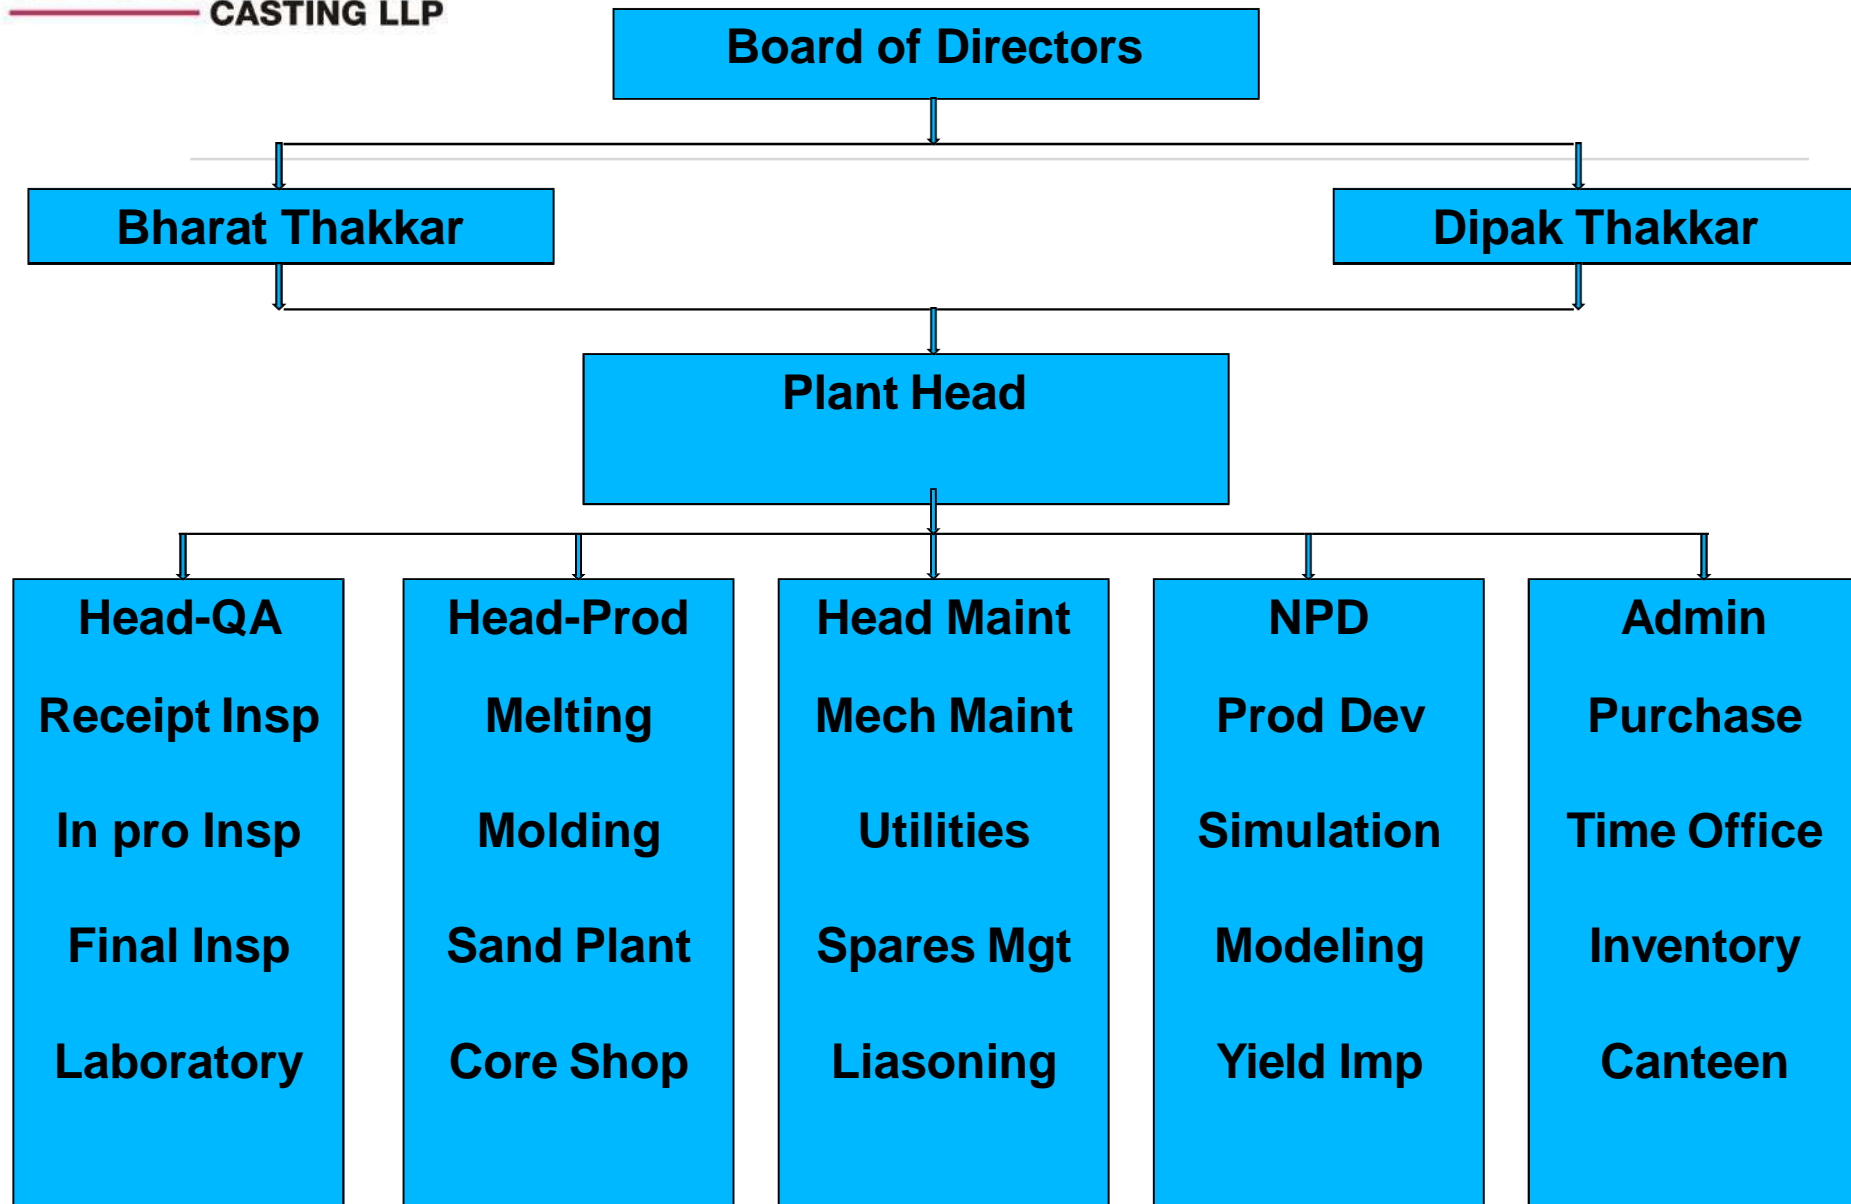 CASTING LLP
Board of Directors
Bharat Thakkar
Dipak Thakkar
Plant Head
Head-QA
Receipt Insp
In pro Insp
Final Insp
Laboratory
Head-Prod
Melting
Molding
Sand Plant
Core Shop
Head Maint
Mech Maint
Utilities
Spares Mgt
Liasoning
NPD
Prod Dev
Simulation
Modeling
Yield Imp
Admin
Purchase
Time Office
Inventory
Canteen